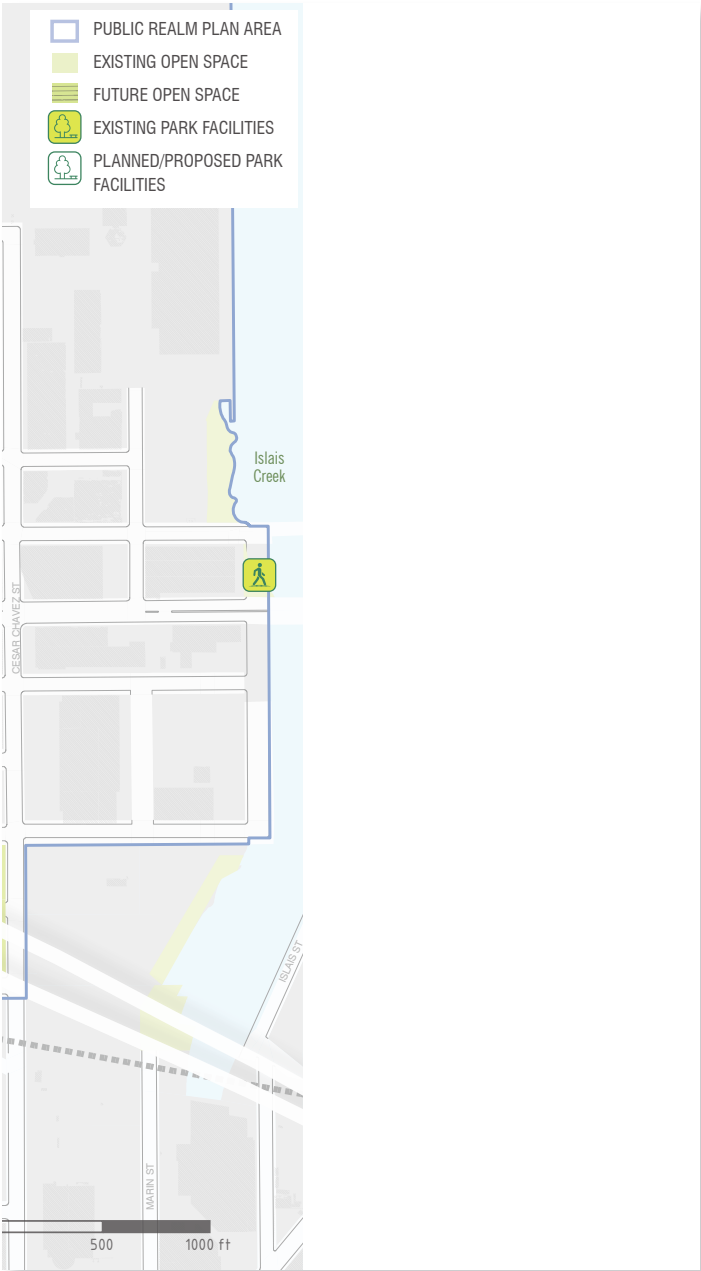 PUBLIC REALM PLAN AREA
EXISTING OPEN SPACE
FUTURE OPEN SPACE
EXISTING PARK FACILITIES
PLANNED/PROPOSED PARK
FACILITIES
Islais
Creek
CESAR CHAVEZ ST
ISLAIS ST
MARIN ST
500
1000 ft